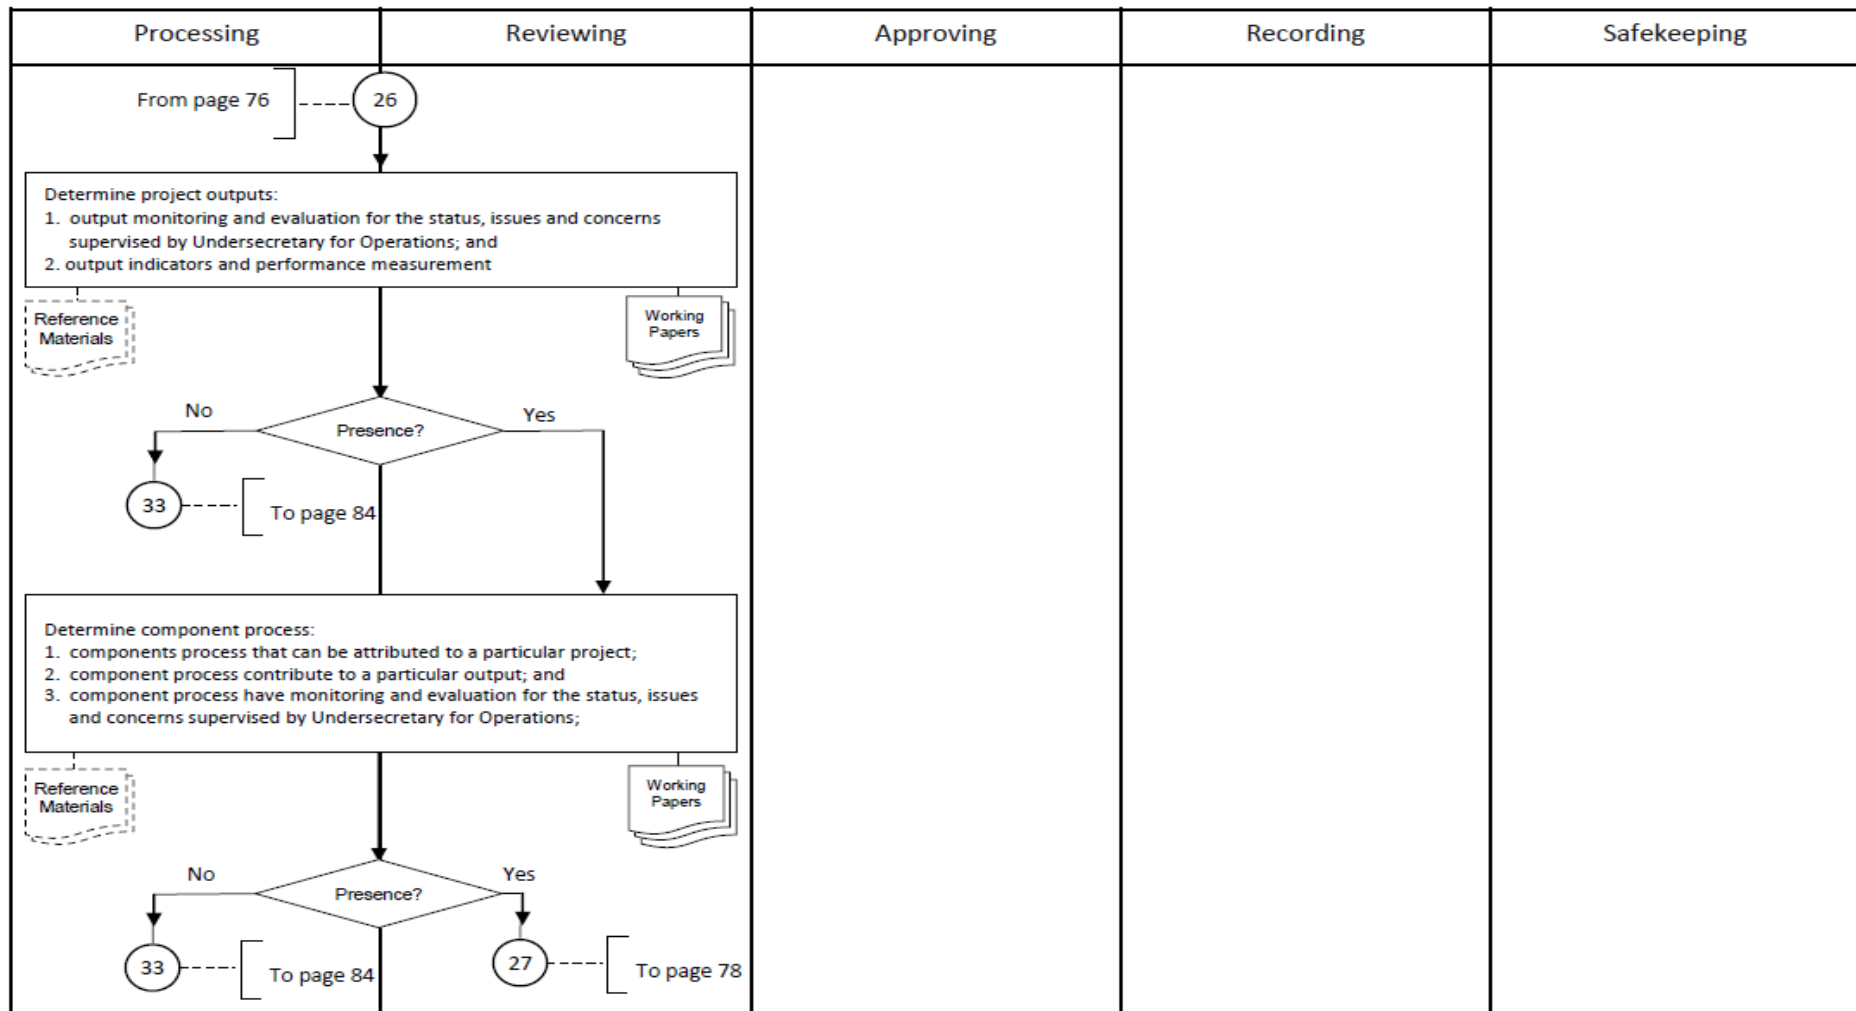 Processing
Reviewing
Approving
Recording
Safekeeping
From page 76
26
Determine project outputs:
1. output monitoring and evaluation for the status, issues and concerns
supervised by Undersecretary for Operations; and
2. output indicators and performance measurement
Reference
Materials
Working
Papers
No
Presence?
Yes
33
To page 84
Determine component process:
1. components process that can be attributed to a particular project;
2. component process contribute to a particular output; and
3. component process have monitoring and evaluation for the status, issues
and concerns supervised by Undersecretary for Operations;
Reference
Materials
Working
Papers
No
Presence?
Yes
33
To page 84
27
To page 78